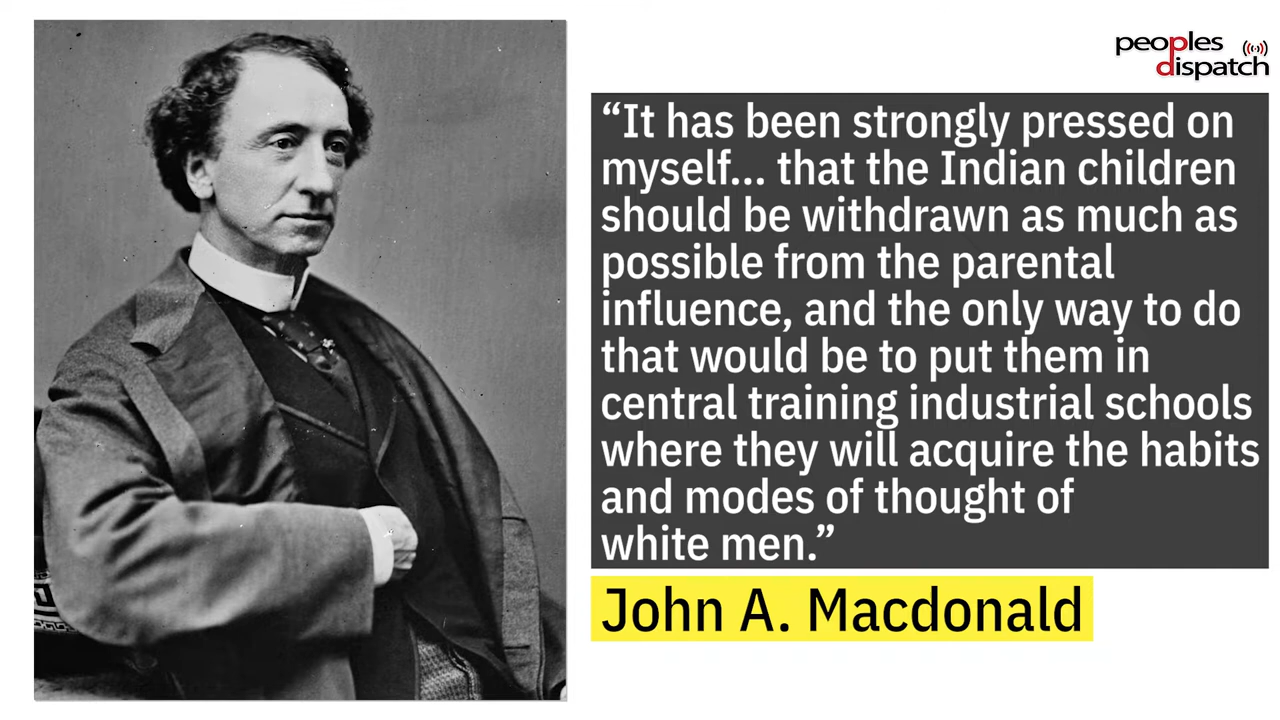 peoples
dispatch
“It has been strongly pressed on
myself... that the Indian children
should be withdrawn as much as
possible from the parental
influence, and the only way to do
that would be to put them in
central training industrial schools
where they will acquire the habits
and modes of thought of
white men.”
John A. Macdonald